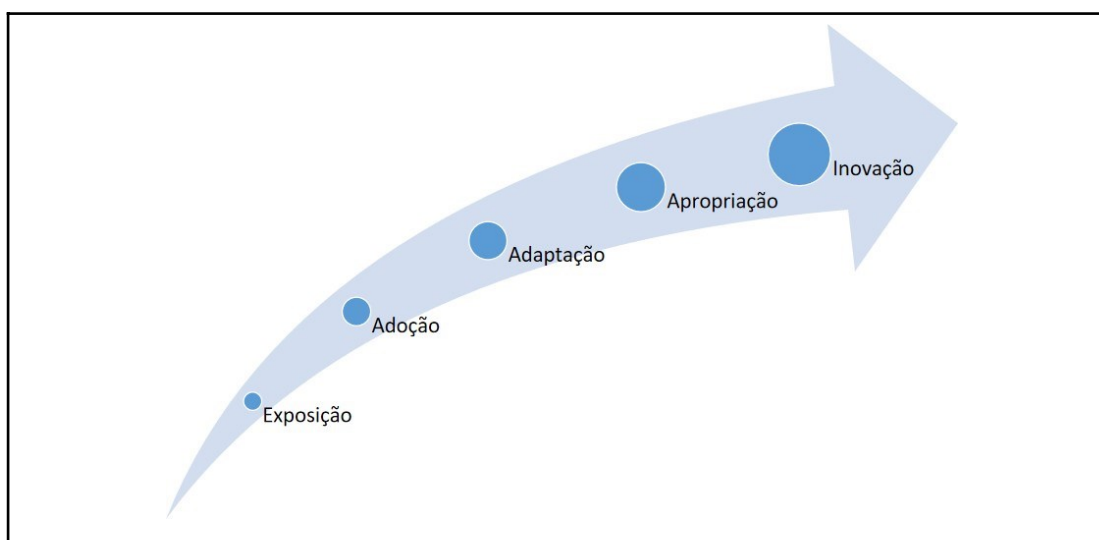 Exposição
Adoção
Adaptação
Apropriação
Inovação